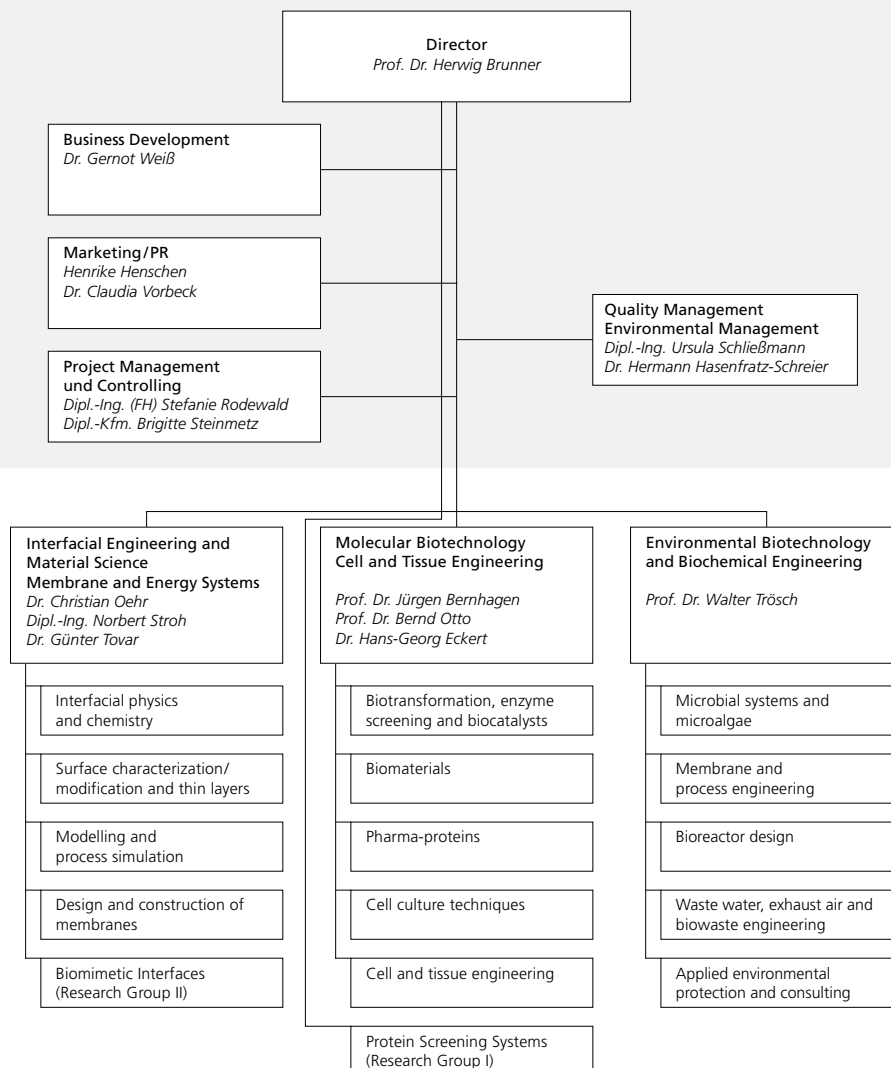 Director
Prof. Dr. Herwig Brunner
Business Development
Dr. Gernot Weiß
Marketing/PR
Henrike Henschen
Dr. Claudia Vorbeck
Quality Management
Environmental Management
Dipl.-Ing. Ursula Schließmann
Dr. Hermann Hasenfratz-Schreier
Project Management
und Controlling
Dipl.-Ing. (FH) Stefanie Rodewald
Dipl.-Kfm. Brigitte Steinmetz
Interfacial Engineering and
Material Science
Membrane and Energy Systems
Dr. Christian Oehr
Dipl.-Ing. Norbert Stroh
Dr. Günter Tovar
Interfacial physics
and chemistry
Surface characterization/
modification and thin layers
Modelling and
process simulation
Design and construction of
membranes
Biomimetic Interfaces
(Research Group II)
Molecular Biotechnology
Cell and Tissue Engineering
Prof. Dr. Jürgen Bernhagen
Prof. Dr. Bernd Otto
Dr. Hans-Georg Eckert
Biotransformation, enzyme
screening and biocatalysts
Biomaterials
Pharma-proteins
Cell culture techniques
Cell and tissue engineering
Protein Screening Systems
(Research Group I)
Environmental Biotechnology
and Biochemical Engineering
Prof. Dr. Walter Trösch
Microbial systems and
microalgae
Membrane and
process engineering
Bioreactor design
Waste water, exhaust air and
biowaste engineering
Applied environmental
protection and consulting